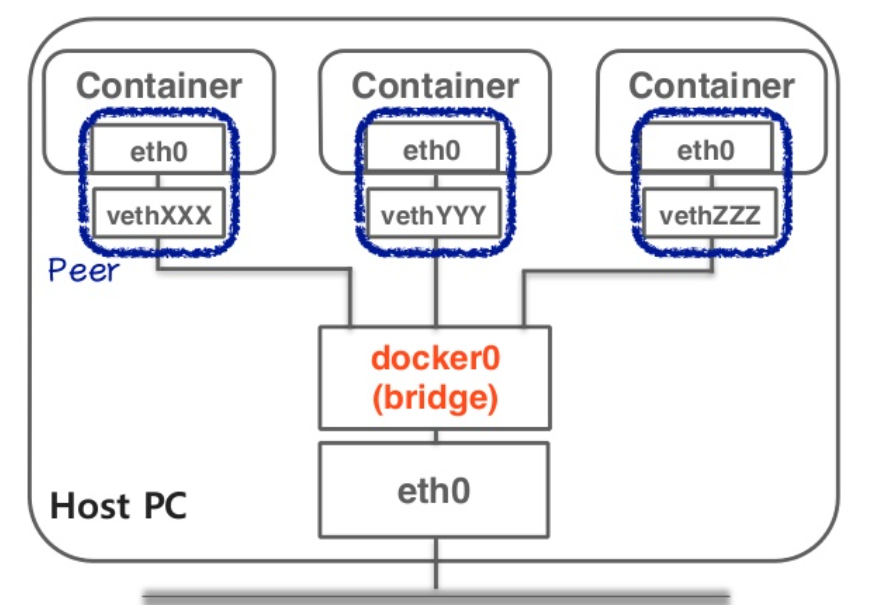 Container
Container
Container
eth0
eth0
eth0
vethXXX
vethYYY
vethZZZ
Peer
docker0
(bridge)
eth0
Host PC